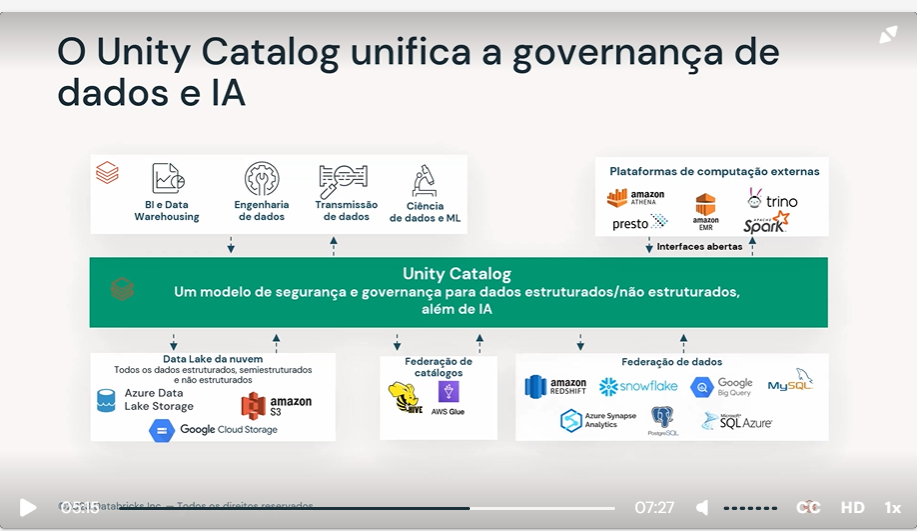 O Unity Catalog unifica a governança de
dados e IA
BI e Data
Warehousing
Engenharia
de dados
Transmissão
de dados
Ciência
de dados e ML
Plataformas de computação externas
amazon
ATHENA
amazon
EMR
trino
presto
APACHE
Spark
Interfaces abertas
Unity Catalog
Um modelo de segurança e governança para dados estruturados/não estruturados,
além de IA
Data Lake da nuvem
Todos os dados estruturados, semiestruturados
e não estruturados
Azure Data
Lake Storage
amazon
S3
Google Cloud Storage
Federação de
catálogos
HIVE
AWS Glue
Federação de dados
amazon
REDSHIFT
snowflake
Google
Big Query
MySQL
Azure Synapse
Analytics
PostgreSQL
Microsoft
SQL Azure
Databricks Inc. — Todos os direitos reservados
05:15
07:27
CC
HD
1x